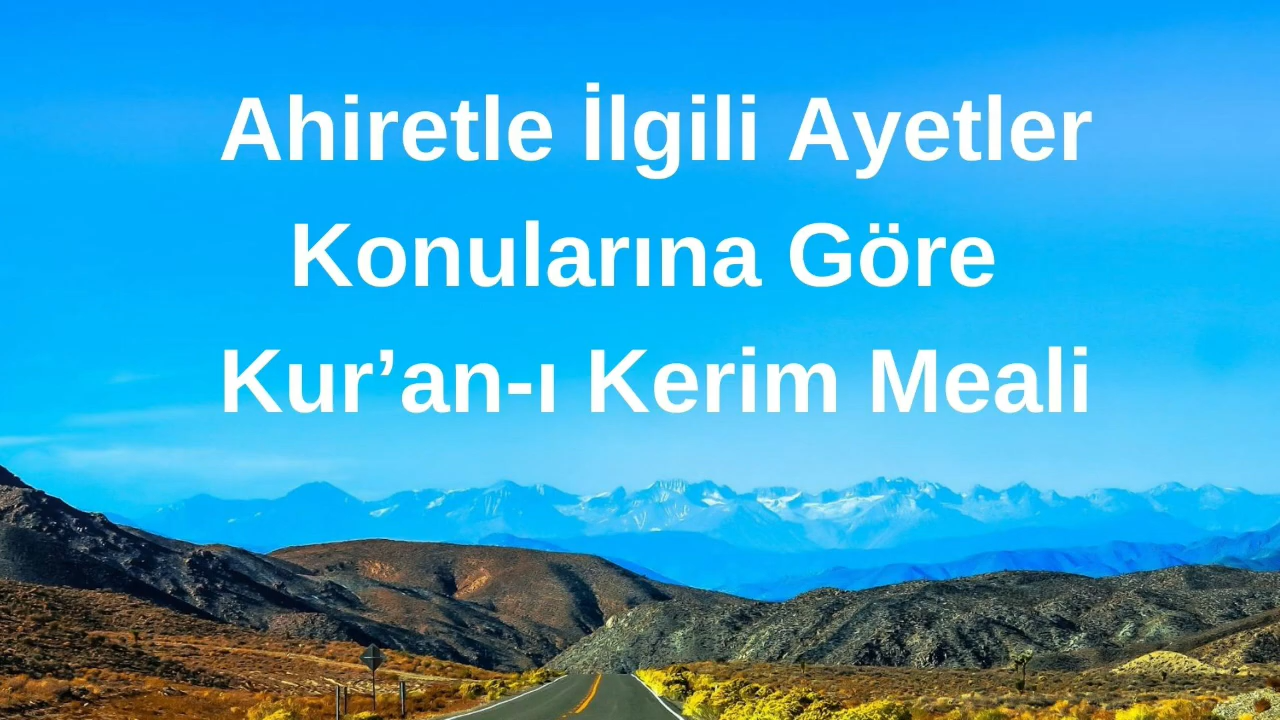 Ahiretle İlgili Ayetler
Konularına Göre
Kur’an-ı Kerim Meali